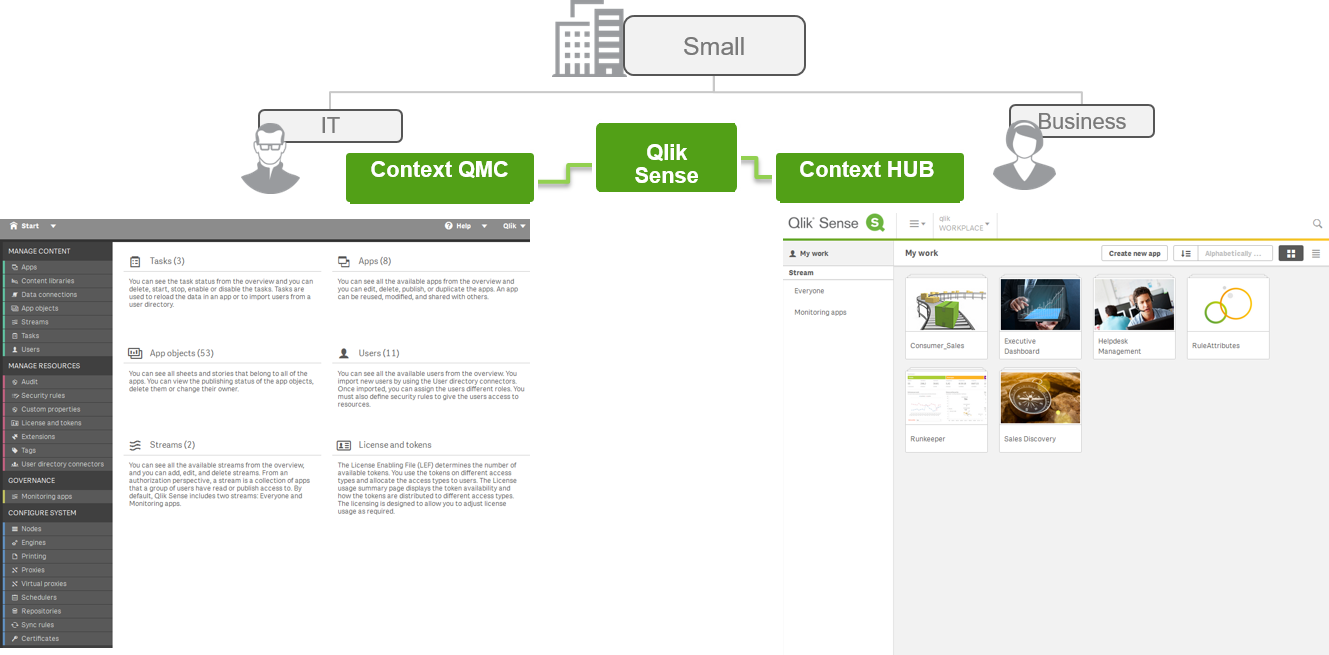 Small
IT
Business
Context QMC
Qlik
Sense
Context HUB
Start
Help
Qlik
MANAGE CONTENT
Apps
Content libraries
Data connections
App objects
Streams
Tasks
Users
MANAGE RESOURCES
Audit
Security rules
Custom properties
License and tokens
Extensions
Tags
User directory connectors
GOVERNANCE
Monitoring apps
CONFIGURE SYSTEM
Nodes
Engines
Printing
Proxies
Virtual proxies
Schedulers
Repositories
Sync rules
Certificates
Tasks (3)
You can see the task status from the overview and you can
delete, start, stop, enable or disable the tasks. Tasks are
used to reload the data in an app or to import users from a
user directory.
Apps (8)
You can see all the available apps from the overview and
you can edit, delete, publish, or duplicate the apps. An app
can be reused, modified, and shared with others.
App objects (53)
You can see all sheets and stories that belong to all of the
apps. You can view the publishing status of the app objects,
delete them or change their owner.
Users (11)
You can see all the available users from the overview. You
import new users by using the User directory connectors.
Once imported, you can assign the users different roles. You
must also define security rules to give the users access to
resources.
Streams (2)
You can see all the available streams from the overview,
and you can add, edit, and delete streams. From an
authorization perspective, a stream is a collection of apps
that a group of users have read or publish access to. By
default, Qlik Sense includes two streams: Everyone and
Monitoring apps.
License and tokens
The License Enabling File (LEF) determines the number of
available tokens. You use the tokens on different access
types and allocate the access types to users. The License
usage summary page displays the token availability and
how the tokens are distributed to different access types.
The licensing is designed to allow you to adjust license
usage as required.
Qlik Sense
qlik
WORKPLACE
My work
Stream
Everyone
Monitoring apps
My work
Create new app
Alphabetically ...
Consumer_Sales
Executive
Dashboard
Helpdesk
Management
RuleAttributes
Runkeeper
Sales Discovery